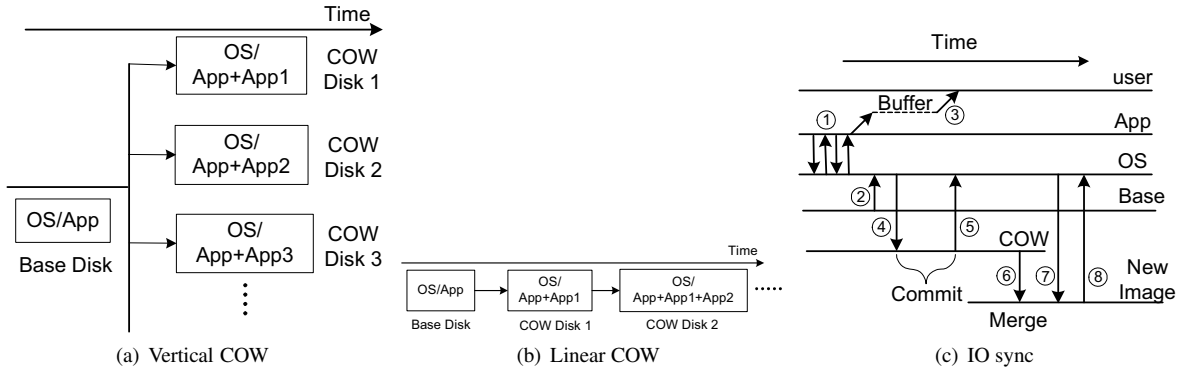 Time
OS/
App+App1
COW
Disk 1
OS/
App+App2
COW
Disk 2
OS/App
Base Disk
OS/
App+App3
COW
Disk 3
(a) Vertical COW
Time
OS/App
OS/
App+App1
OS/
App+App1+App2
Base Disk
COW Disk 1
COW Disk 2
(b) Linear COW
Time
user
Buffer
③
①
App
OS
②
Base
④
⑤
COW
⑥
⑦
⑧
New
Image
Commit
Merge
(c) IO sync